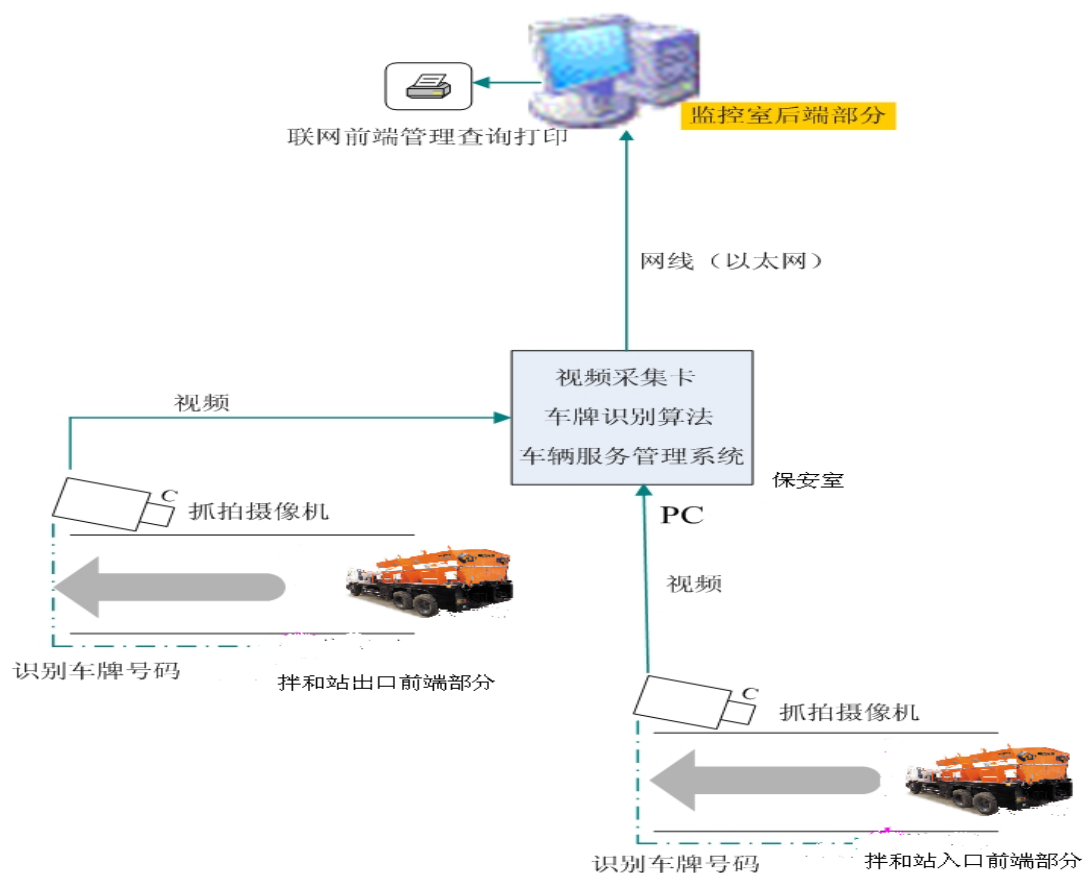 监控室后端部分
联网前端管理查询打印
网线（以太网）
视频采集卡
车牌识别算法
车辆服务管理系统
保安室
PC
视频
C
抓拍摄像机
识别车牌号码
拌和站出口前端部分
视频
C
抓拍摄像机
识别车牌号码
拌和站入口前端部分